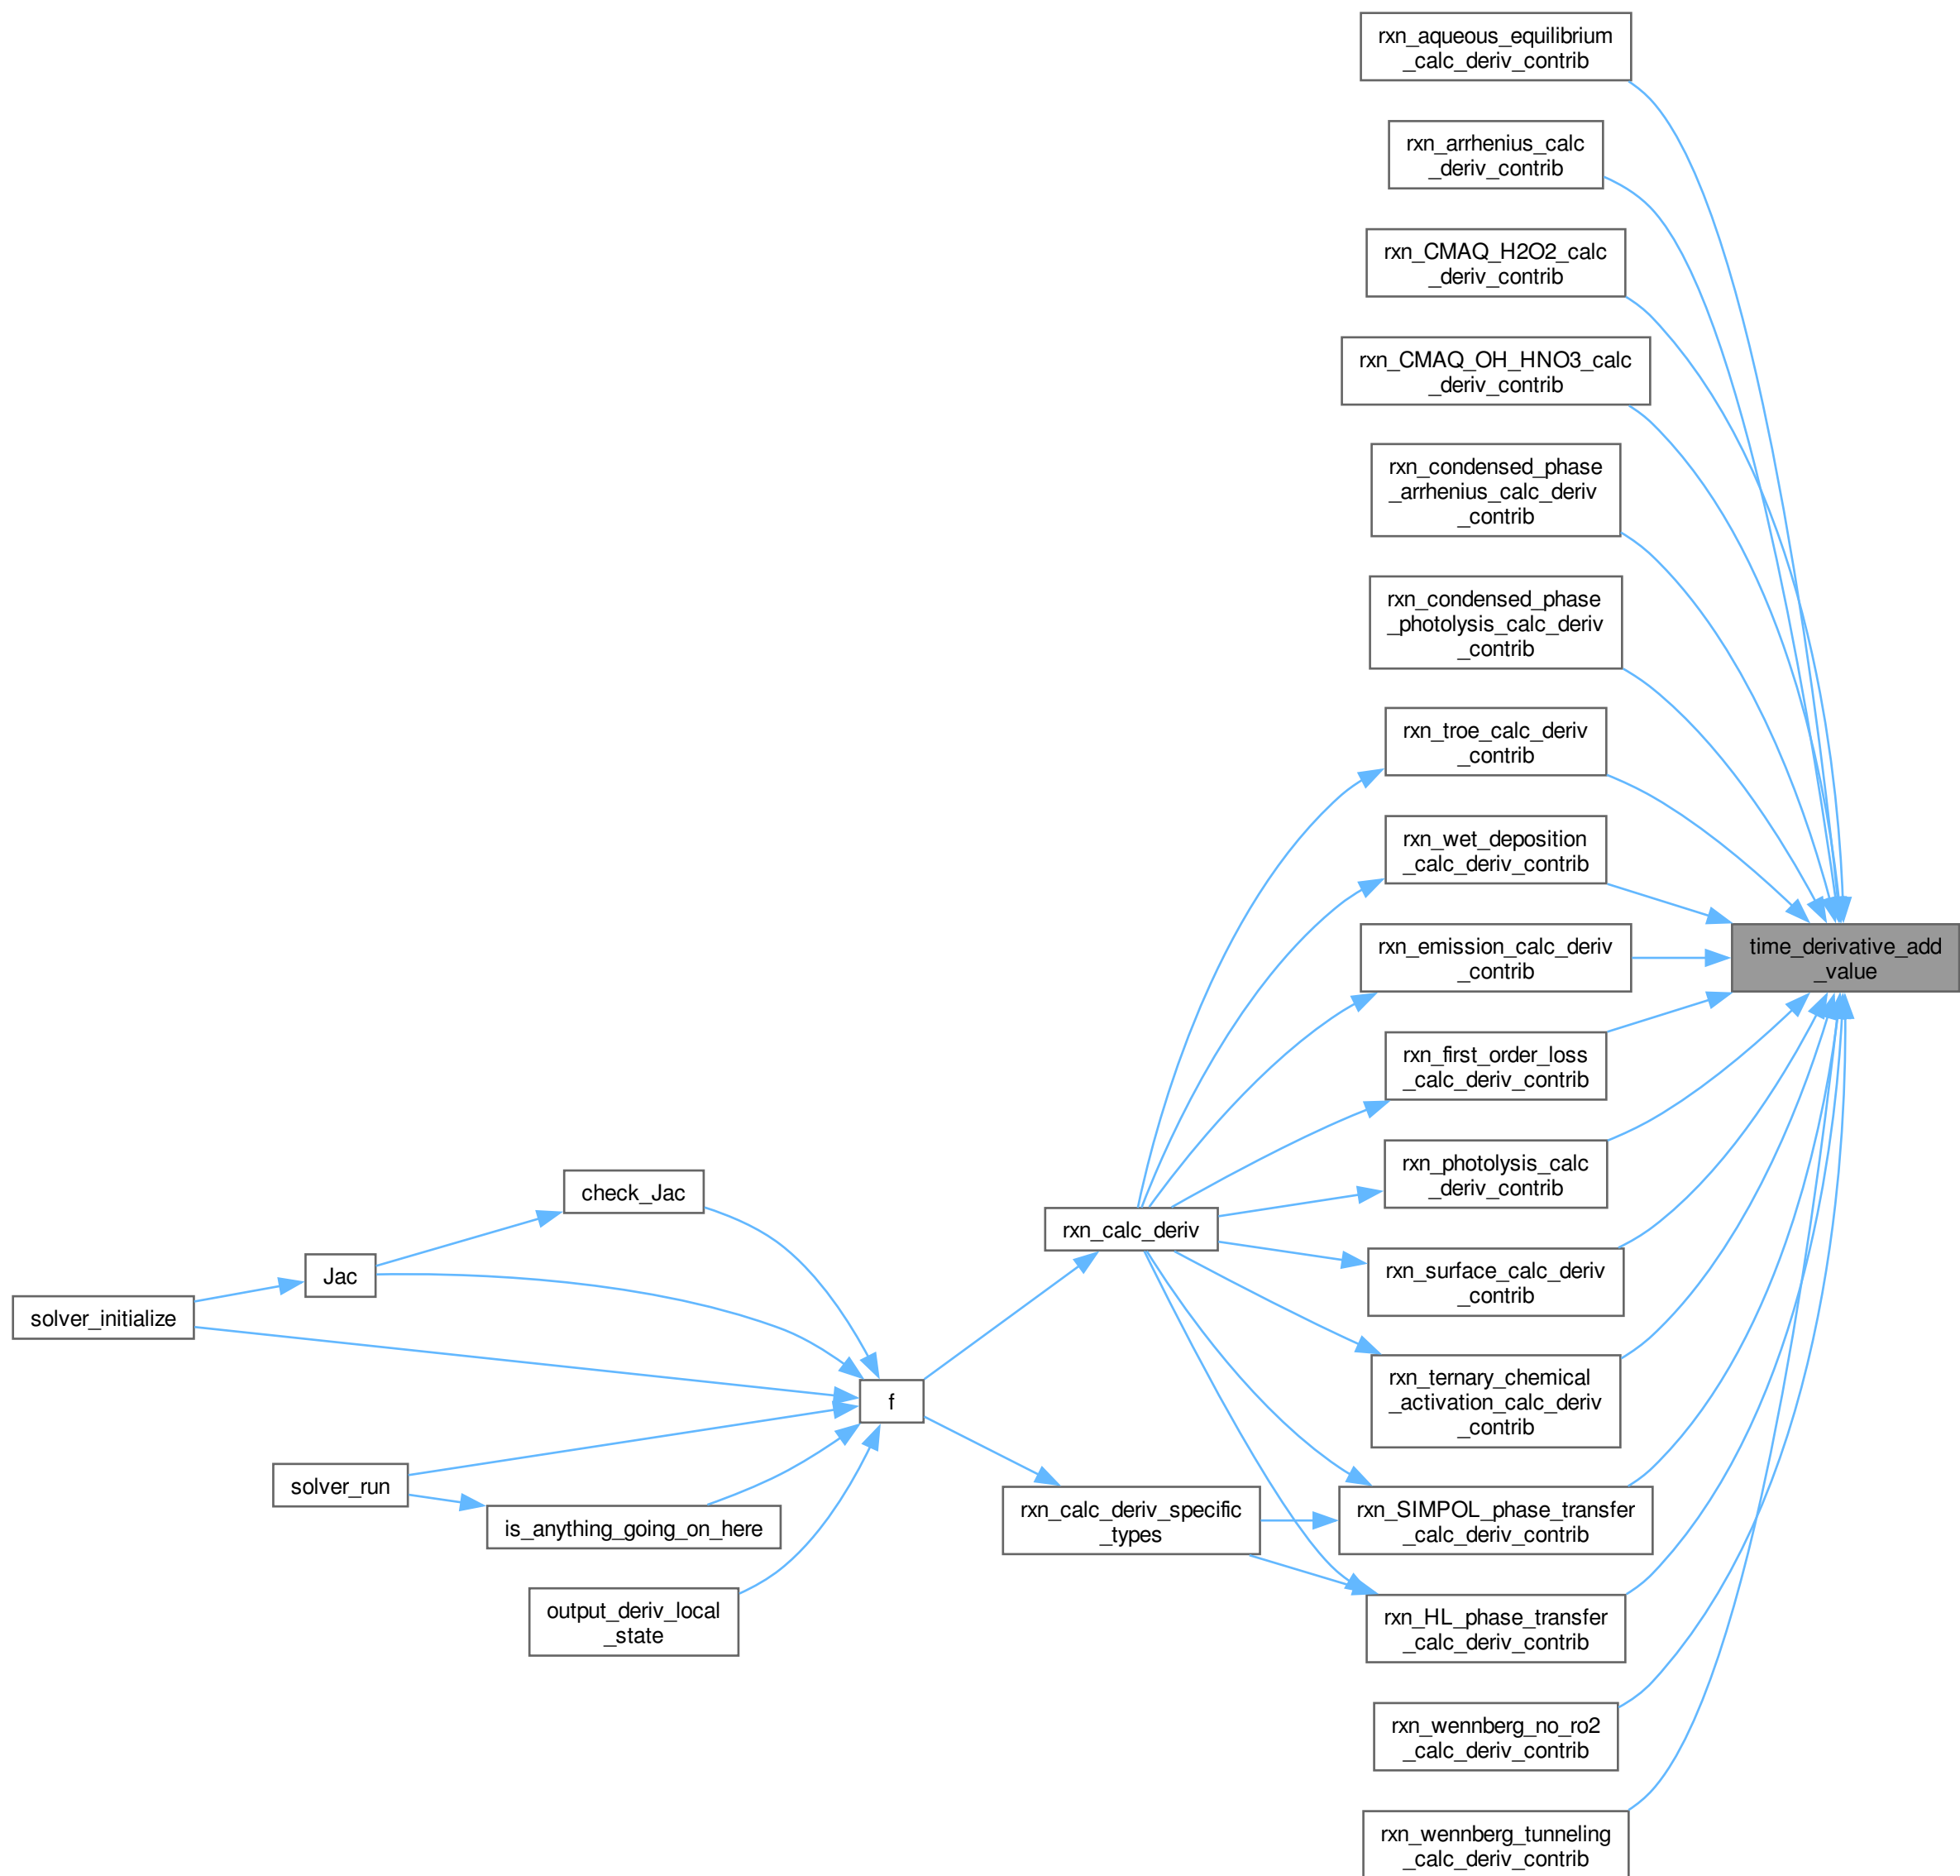 rxn_aqueous_equilibrium
_calc_deriv_contrib
rxn_arrhenius_calc
_deriv_contrib
rxn_CMAQ_H2O2_calc
_deriv_contrib
rxn_CMAQ_OH_HNO3_calc
_deriv_contrib
rxn_condensed_phase
_arrhenius_calc_deriv
_contrib
rxn_condensed_phase
_photolysis_calc_deriv
_contrib
rxn_troe_calc_deriv
_contrib
rxn_wet_deposition
_calc_deriv_contrib
rxn_emission_calc_deriv
_contrib
time_derivative_add
_value
rxn_first_order_loss
_calc_deriv_contrib
rxn_photolysis_calc
_deriv_contrib
check_Jac
rxn_calc_deriv
Jac
rxn_surface_calc_deriv
_contrib
solver_initialize
rxn_ternary_chemical
_activation_calc_deriv
_contrib
f
solver_run
is_anything_going_on_here
rxn_calc_deriv_specific
_types
rxn_SIMPOL_phase_transfer
_calc_deriv_contrib
output_deriv_local
_state
rxn_HL_phase_transfer
_calc_deriv_contrib
rxn_wennberg_no_ro2
_calc_deriv_contrib
rxn_wennberg_tunneling
_calc_deriv_contrib